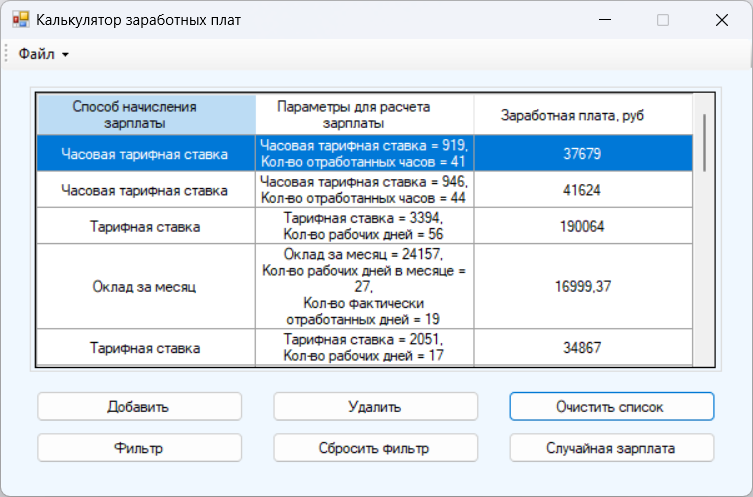 Калькулятор заработных плат
Файл
Способ начисления
зарплаты
Параметры для расчета
зарплаты
Заработная плата, руб
Часовая тарифная ставка
Часовая тарифная ставка = 919,
Кол-во отработанных часов = 41
37679
Часовая тарифная ставка
Часовая тарифная ставка = 946,
Кол-во отработанных часов = 44
41624
Тарифная ставка
Тарифная ставка = 3394,
Кол-во рабочих дней = 56
190064
Оклад за месяц
Оклад за месяц = 24157,
Кол-во рабочих дней в месяце =
27,
Кол-во фактически
отработанных дней = 19
16999,37
Тарифная ставка
Тарифная ставка = 2051,
Кол-во рабочих дней = 17
34867
Добавить
Удалить
Очистить список
Фильтр
Сбросить фильтр
Случайная зарплата